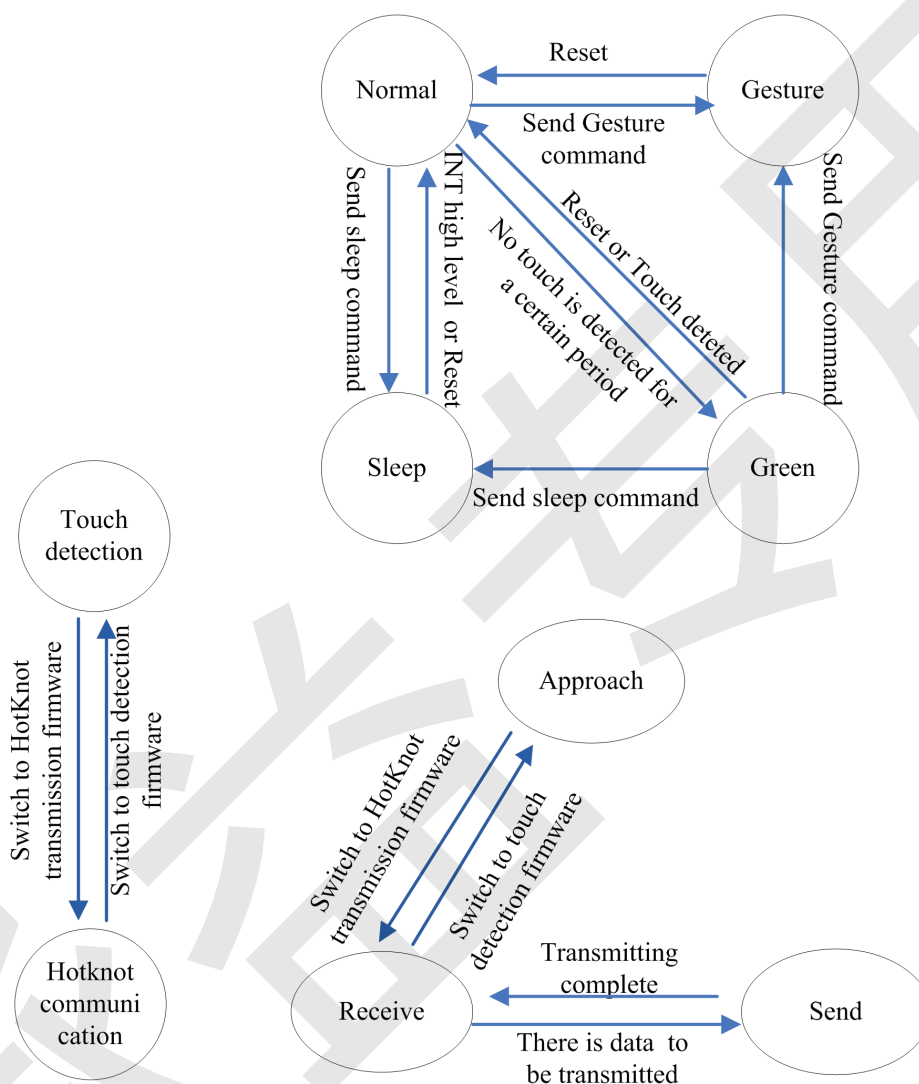 Normal
Reset
Gesture
Send Gesture
command
Send sleep command
INT high level  or Reset
Reset or Touch deteted
No touch is detected for
a certain period
Send Gesture command
Sleep
Send sleep command
Green
Touch
detection
Switch to HotKnot
transmission firmware
Switch to touch detection
firmware
Hotknot
communi
cation
Approach
Switch to HotKnot
transmission firmware
Switch to touch
detection firmware
Receive
Transmitting
complete
There is data  to
be transmitted
Send